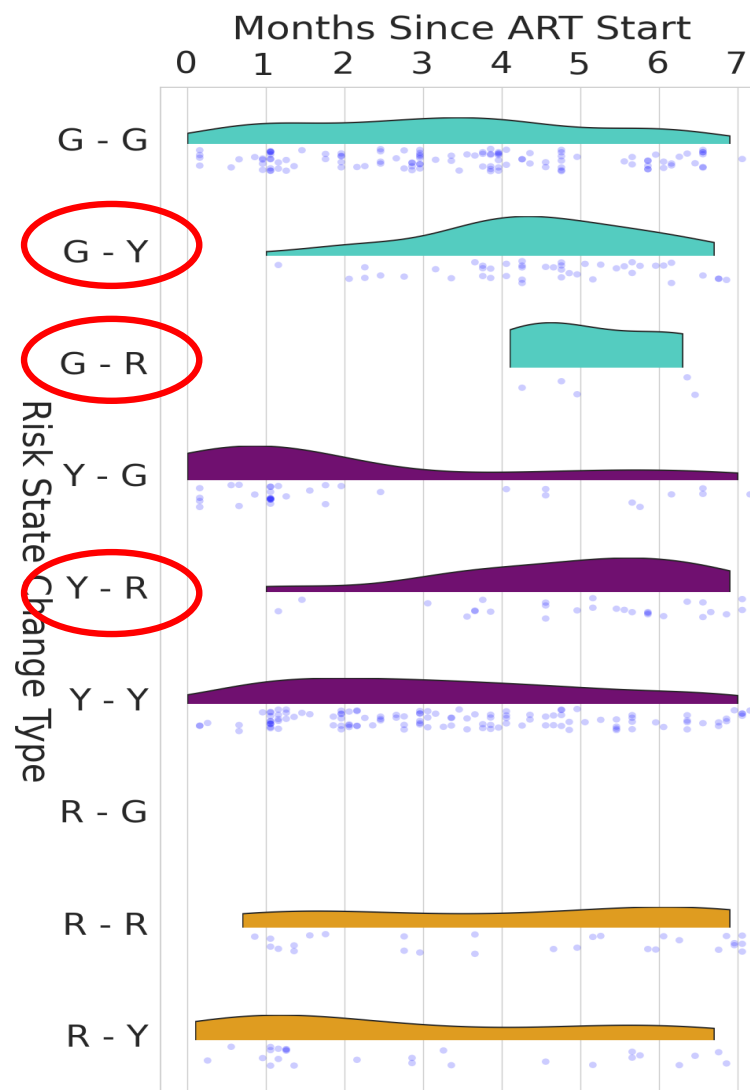 Months Since ART Start
0 1 2 3 4 5 6 7
G - G
G - Y
G - R
Y - G
Y - R
Y - Y
R - G
R - R
R - Y
Risk State Change Type